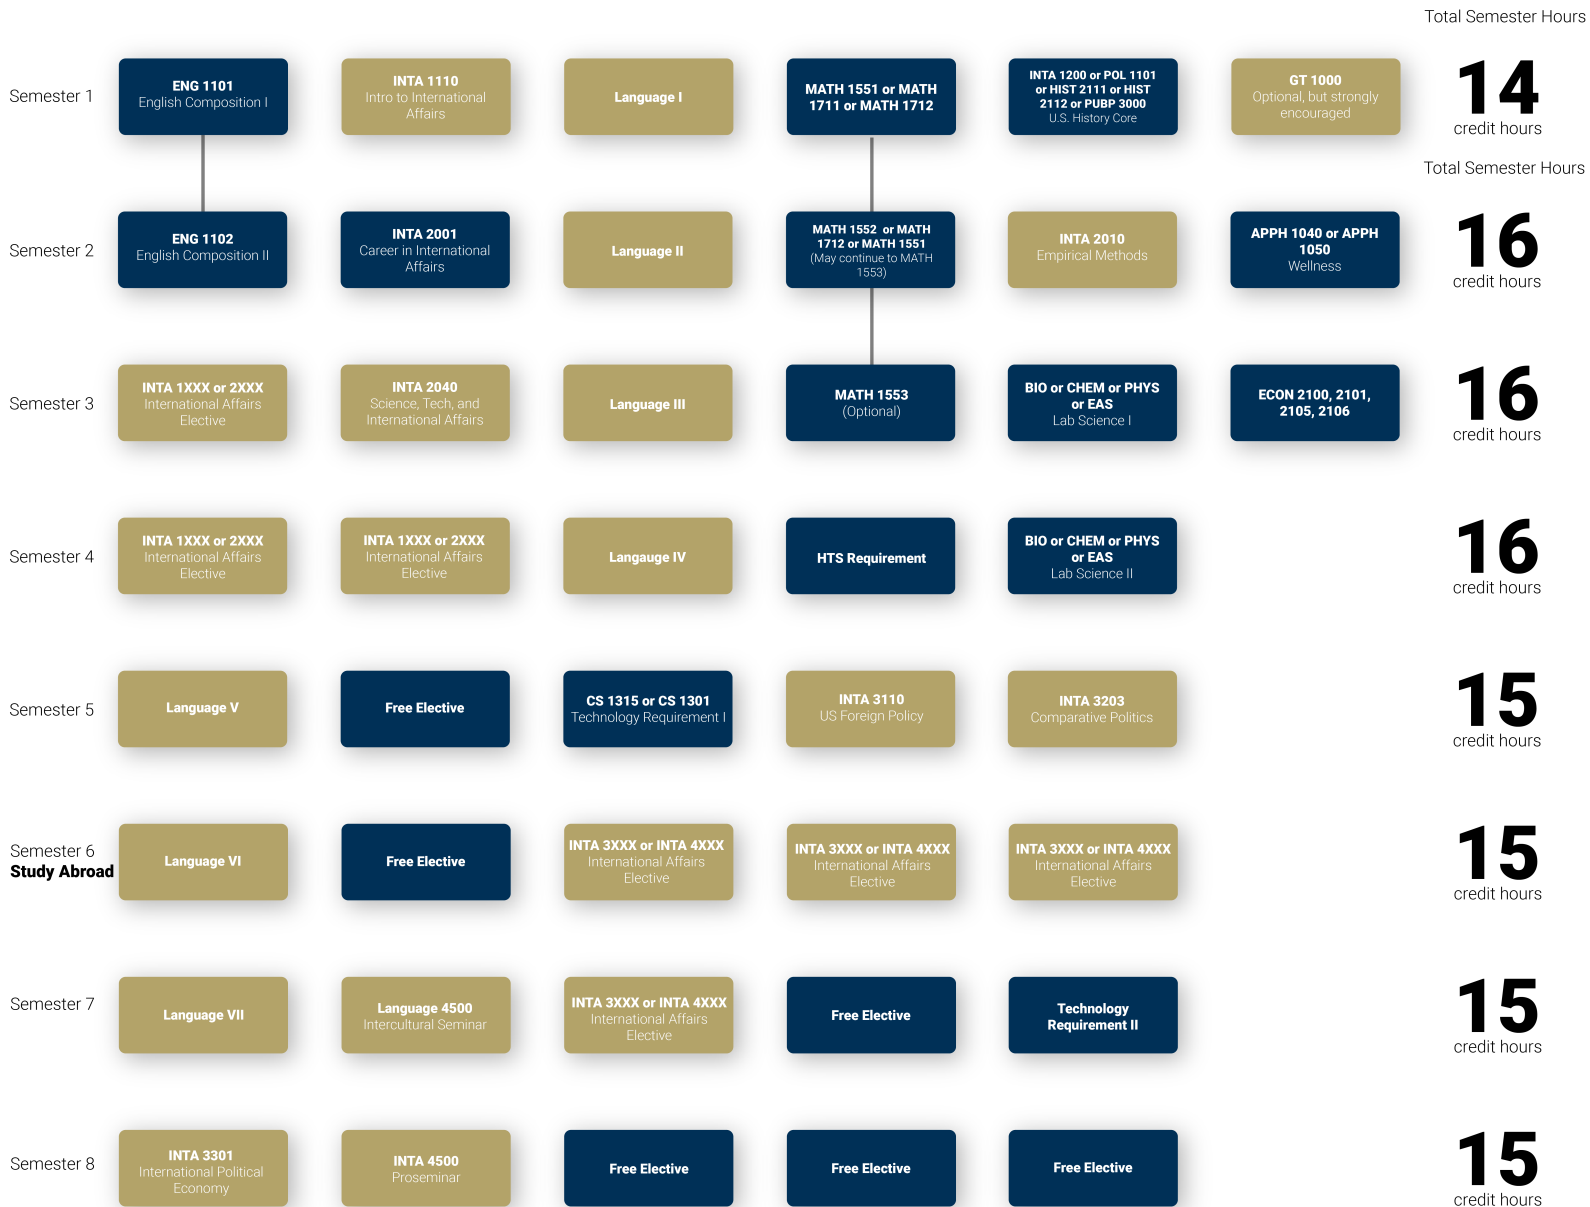 Total Semester Hours
Semester 1
ENG 1101
English Composition I
INTA 1110
Intro to International
Affairs
Language I
MATH 1551 or MATH
1711 or MATH 1712
INTA 1200 or POL 1101
or HIST 2111 or HIST
2112 or PUBP 3000
U.S. History Core
GT 1000
Optional, but strongly
encouraged
14
credit hours
Total Semester Hours
Semester 2
ENG 1102
English Composition II
INTA 2001
Career in International
Affairs
Language II
MATH 1552 or MATH
1712 or MATH 1551
(May continue to MATH
1553)
INTA 2010
Empirical Methods
APPH 1040 or APPH
1050
Wellness
16
credit hours
Semester 3
INTA 1XXX or 2XXX
International Affairs
Elective
INTA 2040
Science, Tech, and
International Affairs
Language III
MATH 1553
(Optional)
BIO or CHEM or PHYS
or EAS
Lab Science I
ECON 2100, 2101,
2105, 2106
16
credit hours
Semester 4
INTA 1XXX or 2XXX
International Affairs
Elective
INTA 1XXX or 2XXX
International Affairs
Elective
Langauge IV
HTS Requirement
BIO or CHEM or PHYS
or EAS
Lab Science II
16
credit hours
Semester 5
Language V
Free Elective
CS 1315 or CS 1301
Technology Requirement I
INTA 3110
US Foreign Policy
INTA 3203
Comparative Politics
15
credit hours
Semester 6
Study Abroad
Language VI
Free Elective
INTA 3XXX or INTA 4XXX
International Affairs
Elective
INTA 3XXX or INTA 4XXX
International Affairs
Elective
INTA 3XXX or INTA 4XXX
International Affairs
Elective
15
credit hours
Semester 7
Language VII
Language 4500
Intercultural Seminar
INTA 3XXX or INTA 4XXX
International Affairs
Elective
Free Elective
Technology
Requirement II
15
credit hours
Semester 8
INTA 3301
International Political
Economy
INTA 4500
Proseminar
Free Elective
Free Elective
Free Elective
15
credit hours